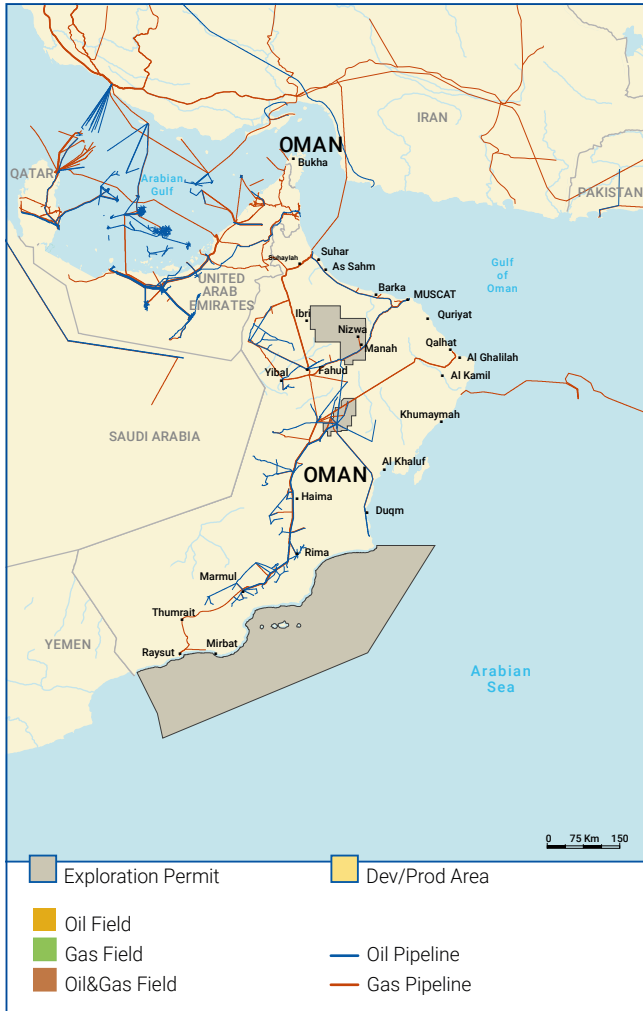 OMAN
Bukha
IRAN
QATAR
Arabian
Gulf
PAKISTAN
Suhaylah
Suhar
As Sahm
Gulf
of
Oman
UNITED
ARAB
EMIRATES
Barka
MUSCAT
Ibri
Quriyat
Nizwa
Manah
Qalhat
Al Ghalilah
Yibal
Fahud
Al Kamil
Khumaymah
SAUDI ARABIA
OMAN
Al Khaluf
Haima
Duqm
Rima
Marmul
Thumrait
YEMEN
Raysut
Mirbat
Arabian
Sea
0 75 Km 150
Exploration Permit
Dev/Prod Area
Oil Field
Gas Field
Oil Pipeline
Oil&Gas Field
Gas Pipeline